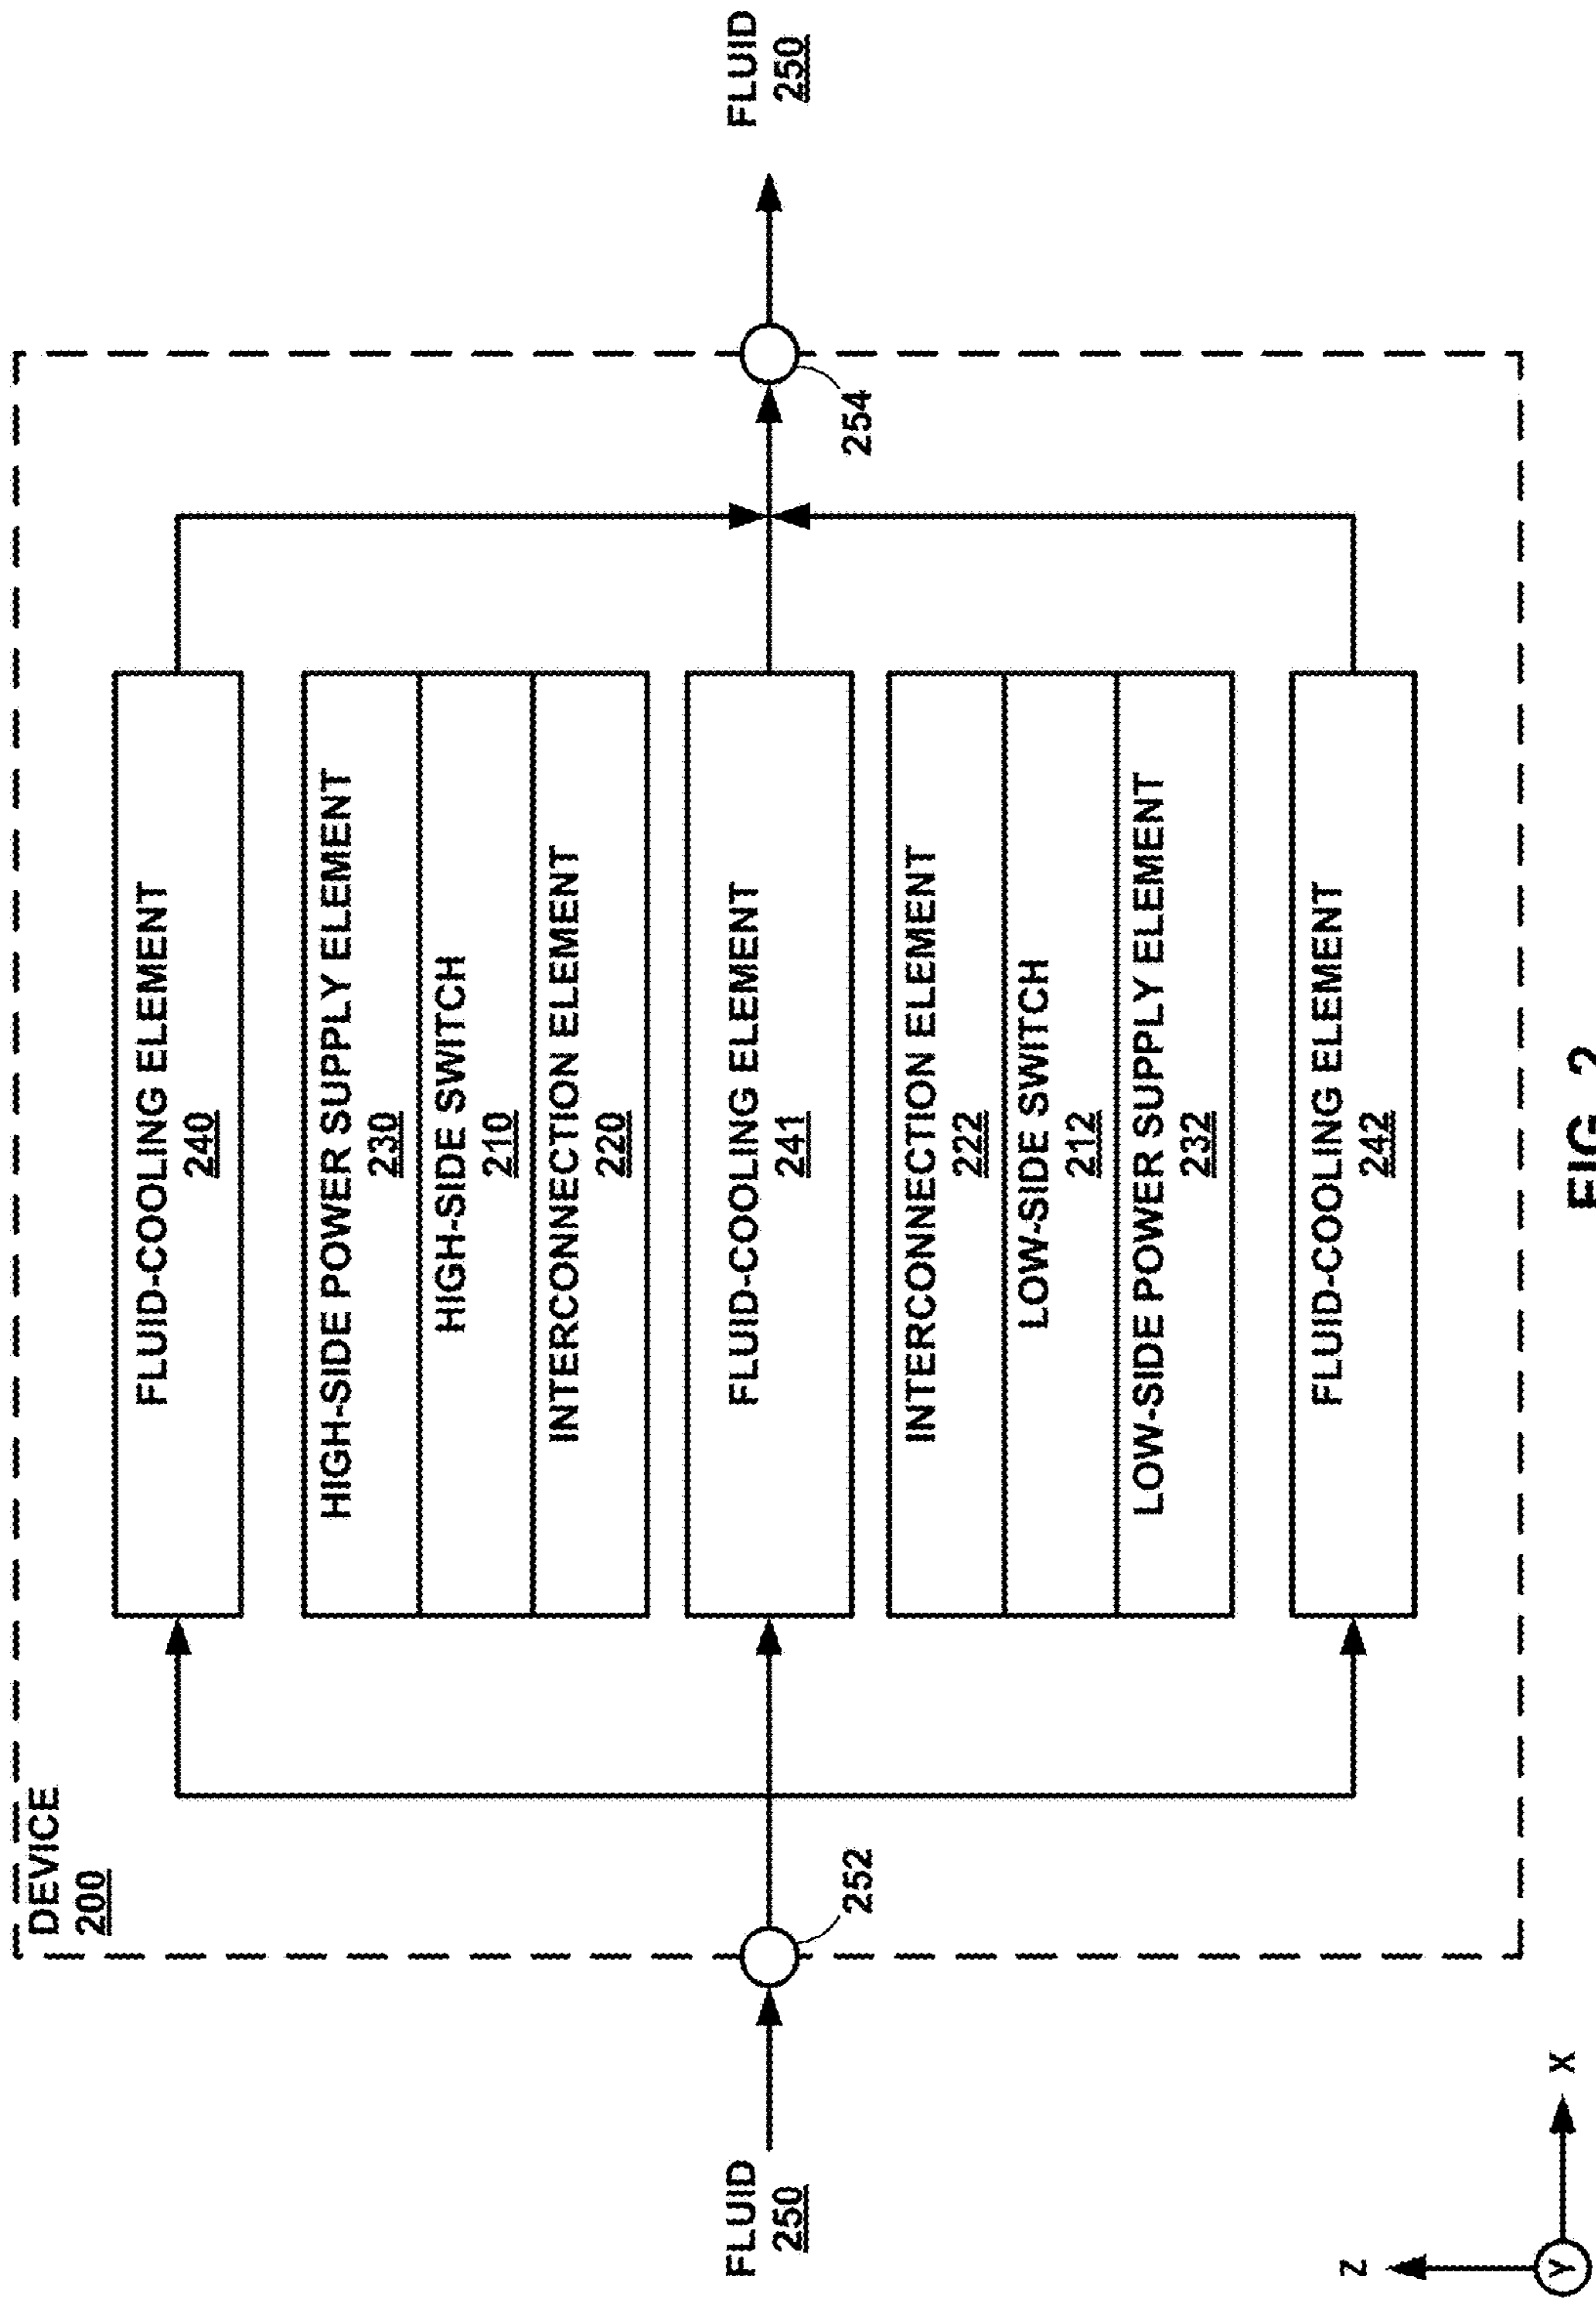 DEVICE
200
FLUID-COOLING ELEMENT
240
HIGH-SIDE POWER SUPPLY ELEMENT
230
HIGH-SIDE SWITCH
210
INTERCONNECTION ELEMENT
220
FLUID
250
252
FLUID-COOLING ELEMENT
241
254
FLUID
250
INTERCONNECTION ELEMENT
222
LOW-SIDE SWITCH
212
LOW-SIDE POWER SUPPLY ELEMENT
232
FLUID-COOLING ELEMENT
242
Z
Y
X
FIG. 2